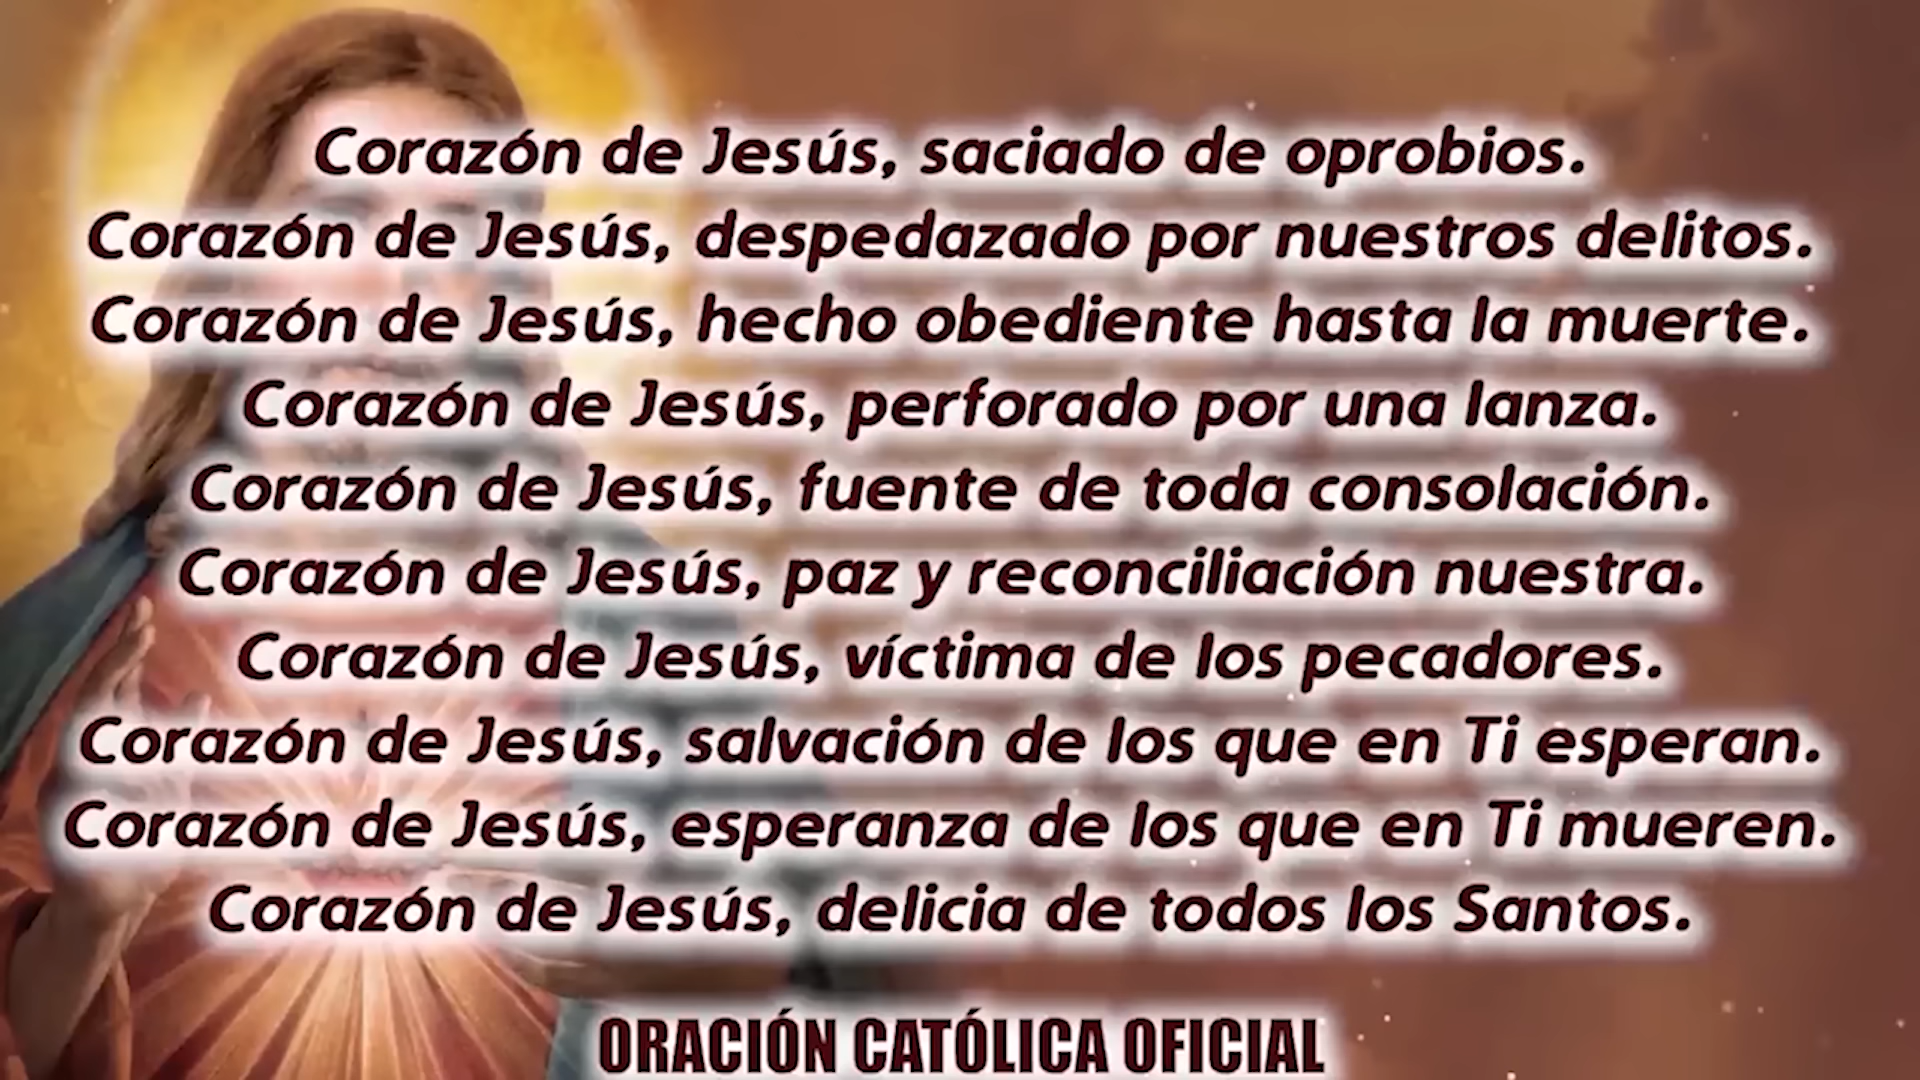 Corazón de Jesús, saciado de oprobios.
Corazón de Jesús, despedazado por nuestros delitos.
Corazón de Jesús, hecho obediente hasta la muerte.
Corazón de Jesús, perforado por una lanza.
Corazón de Jesús, fuente de toda consolación.
Corazón de Jesús, paz y reconciliación nuestra.
Corazón de Jesús, víctima de los pecadores.
Corazón de Jesús, salvación de los que en Ti esperan.
Corazón de Jesús, esperanza de los que en Ti mueren.
Corazón de Jesús, delicia de todos los Santos.
ORACIÓN CATÓLICA OFICIAL